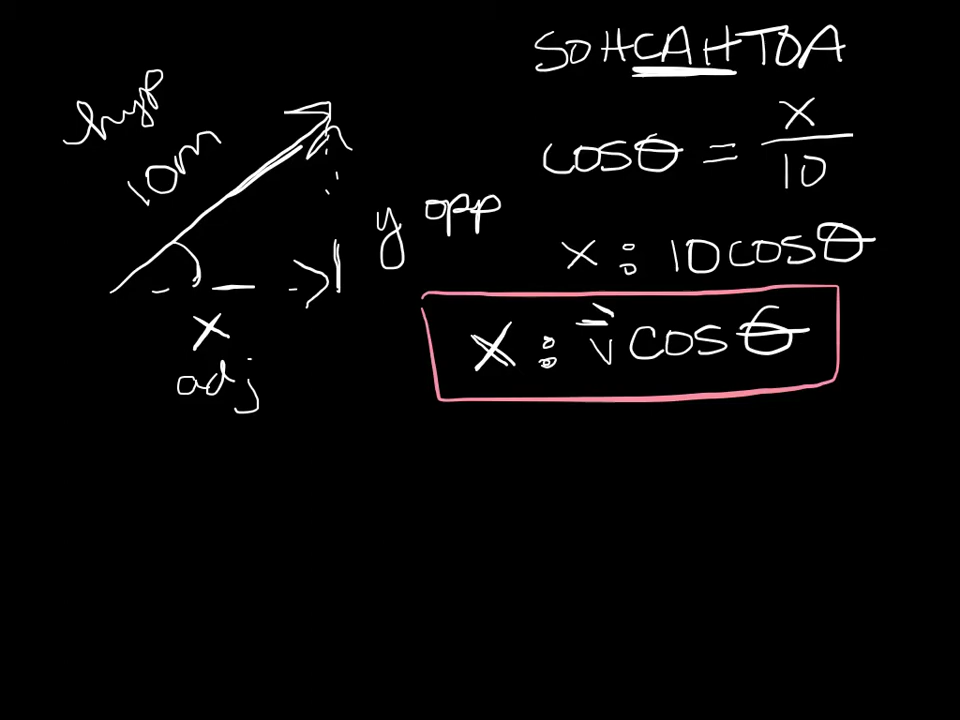 hyp
10m
x
adj
y opp
SOHCAHTOA
cosθ = x/10
x : 10cosθ
x : v⃗ cosθ